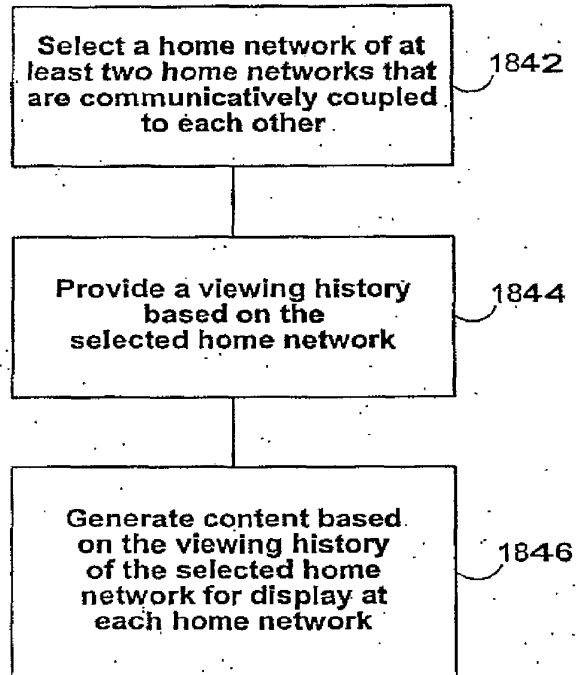 Select a home network of at
least two home networks that
are communicatively coupled
to each other
1842
Provide a viewing history
based on the
selected home network
1844
Generate content based
on the viewing history
of the selected home
network for display at
each home network
1846